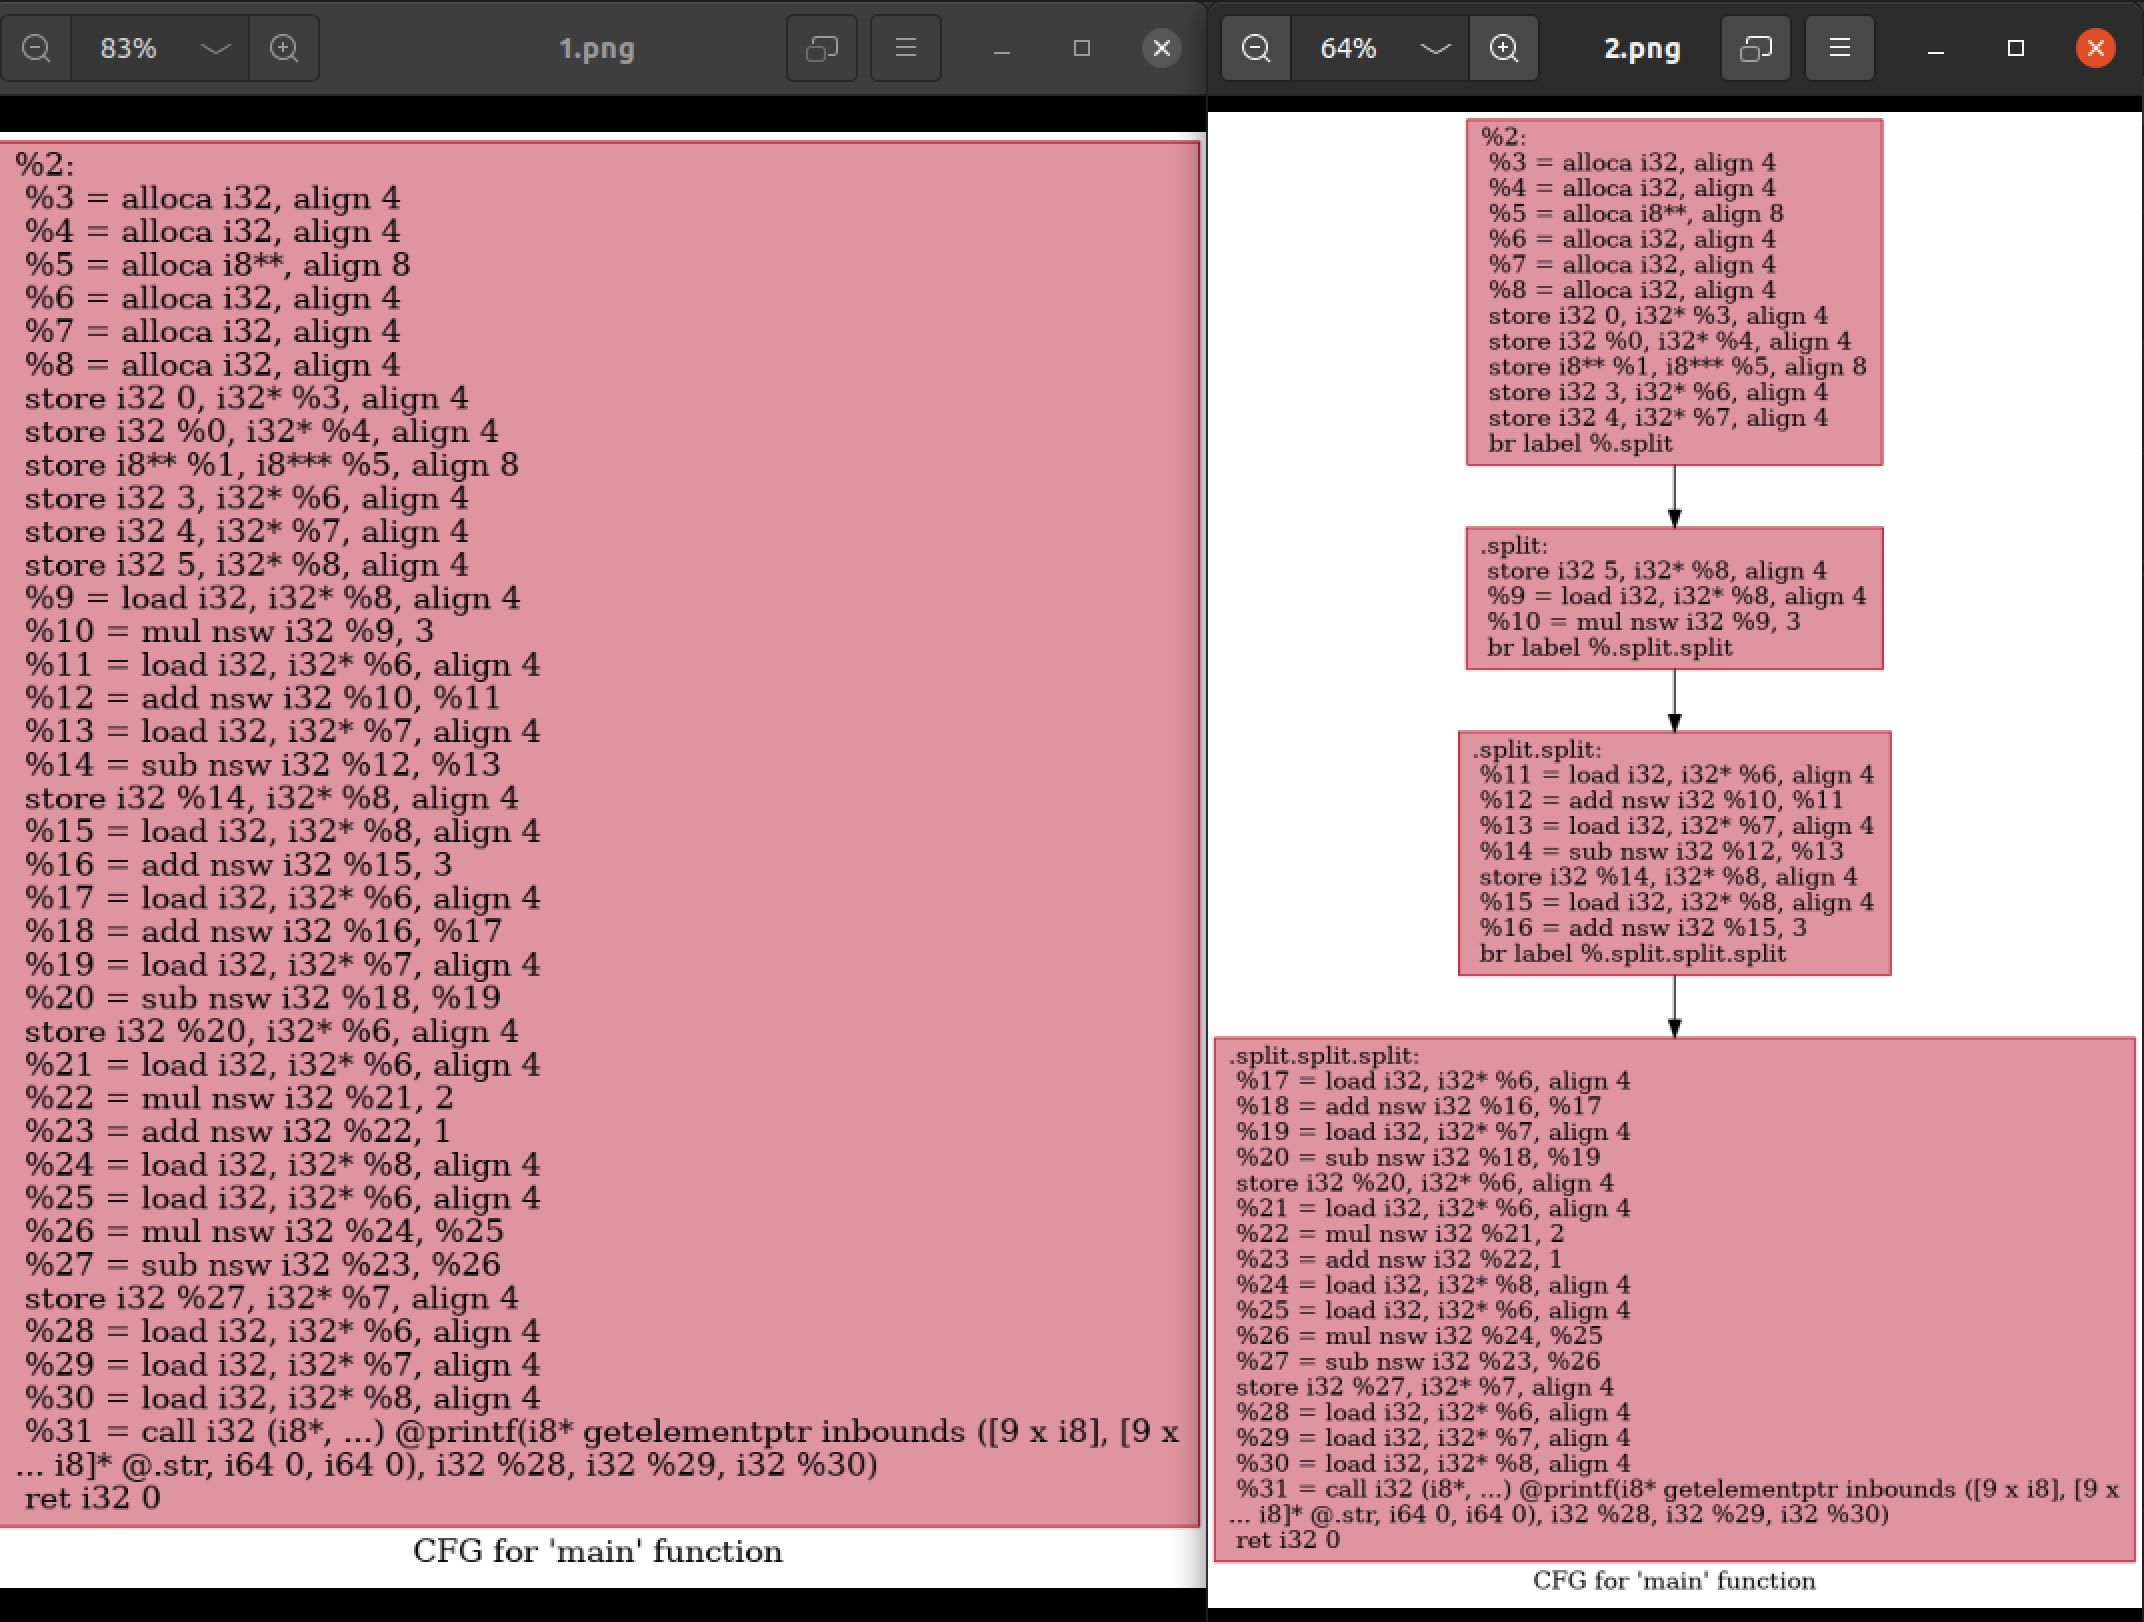 83%
1.png
%2:
%3 = alloca i32, align 4
%4 = alloca i32, align 4
%5 = alloca i8**, align 8
%6 = alloca i32, align 4
%7 = alloca i32, align 4
%8 = alloca i32, align 4
store i32 0, i32* %3, align 4
store i32 %0, i32* %4, align 4
store i8** %1, i8*** %5, align 8
store i32 3, i32* %6, align 4
store i32 4, i32* %7, align 4
store i32 5, i32* %8, align 4
%9 = load i32, i32* %8, align 4
%10 = mul nsw i32 %9, 3
%11 = load i32, i32* %6, align 4
%12 = add nsw i32 %10, %11
%13 = load i32, i32* %7, align 4
%14 = sub nsw i32 %12, %13
store i32 %14, i32* %8, align 4
%15 = load i32, i32* %8, align 4
%16 = add nsw i32 %15, 3
%17 = load i32, i32* %6, align 4
%18 = add nsw i32 %16, %17
%19 = load i32, i32* %7, align 4
%20 = sub nsw i32 %18, %19
store i32 %20, i32* %6, align 4
%21 = load i32, i32* %6, align 4
%22 = mul nsw i32 %21, 2
%23 = add nsw i32 %22, 1
%24 = load i32, i32* %8, align 4
%25 = load i32, i32* %6, align 4
%26 = mul nsw i32 %24, %25
%27 = sub nsw i32 %23, %26
store i32 %27, i32* %7, align 4
%28 = load i32, i32* %6, align 4
%29 = load i32, i32* %7, align 4
%30 = load i32, i32* %8, align 4
%31 = call i32 (i8*, ...) @printf(i8* getelementptr inbounds ([9 x i8], [9 x
... i8]* @.str, i64 0, i64 0), i32 %28, i32 %29, i32 %30)
ret i32 0
CFG for 'main' function
64%
2.png
%2:
%3 = alloca i32, align 4
%4 = alloca i32, align 4
%5 = alloca i8**, align 8
%6 = alloca i32, align 4
%7 = alloca i32, align 4
%8 = alloca i32, align 4
store i32 0, i32* %3, align 4
store i32 %0, i32* %4, align 4
store i8** %1, i8*** %5, align 8
store i32 3, i32* %6, align 4
store i32 4, i32* %7, align 4
br label %.split
.split:
store i32 5, i32* %8, align 4
%9 = load i32, i32* %8, align 4
%10 = mul nsw i32 %9, 3
br label %.split.split
.split.split:
%11 = load i32, i32* %6, align 4
%12 = add nsw i32 %10, %11
%13 = load i32, i32* %7, align 4
%14 = sub nsw i32 %12, %13
store i32 %14, i32* %8, align 4
%15 = load i32, i32* %8, align 4
%16 = add nsw i32 %15, 3
br label %.split.split.split
.split.split.split:
%17 = load i32, i32* %6, align 4
%18 = add nsw i32 %16, %17
%19 = load i32, i32* %7, align 4
%20 = sub nsw i32 %18, %19
store i32 %20, i32* %6, align 4
%21 = load i32, i32* %6, align 4
%22 = mul nsw i32 %21, 2
%23 = add nsw i32 %22, 1
%24 = load i32, i32* %8, align 4
%25 = load i32, i32* %6, align 4
%26 = mul nsw i32 %24, %25
%27 = sub nsw i32 %23, %26
store i32 %27, i32* %7, align 4
%28 = load i32, i32* %6, align 4
%29 = load i32, i32* %7, align 4
%30 = load i32, i32* %8, align 4
%31 = call i32 (i8*, ...) @printf(i8* getelementptr inbounds ([9 x i8], [9 x
... i8]* @.str, i64 0, i64 0), i32 %28, i32 %29, i32 %30)
ret i32 0
CFG for 'main' function